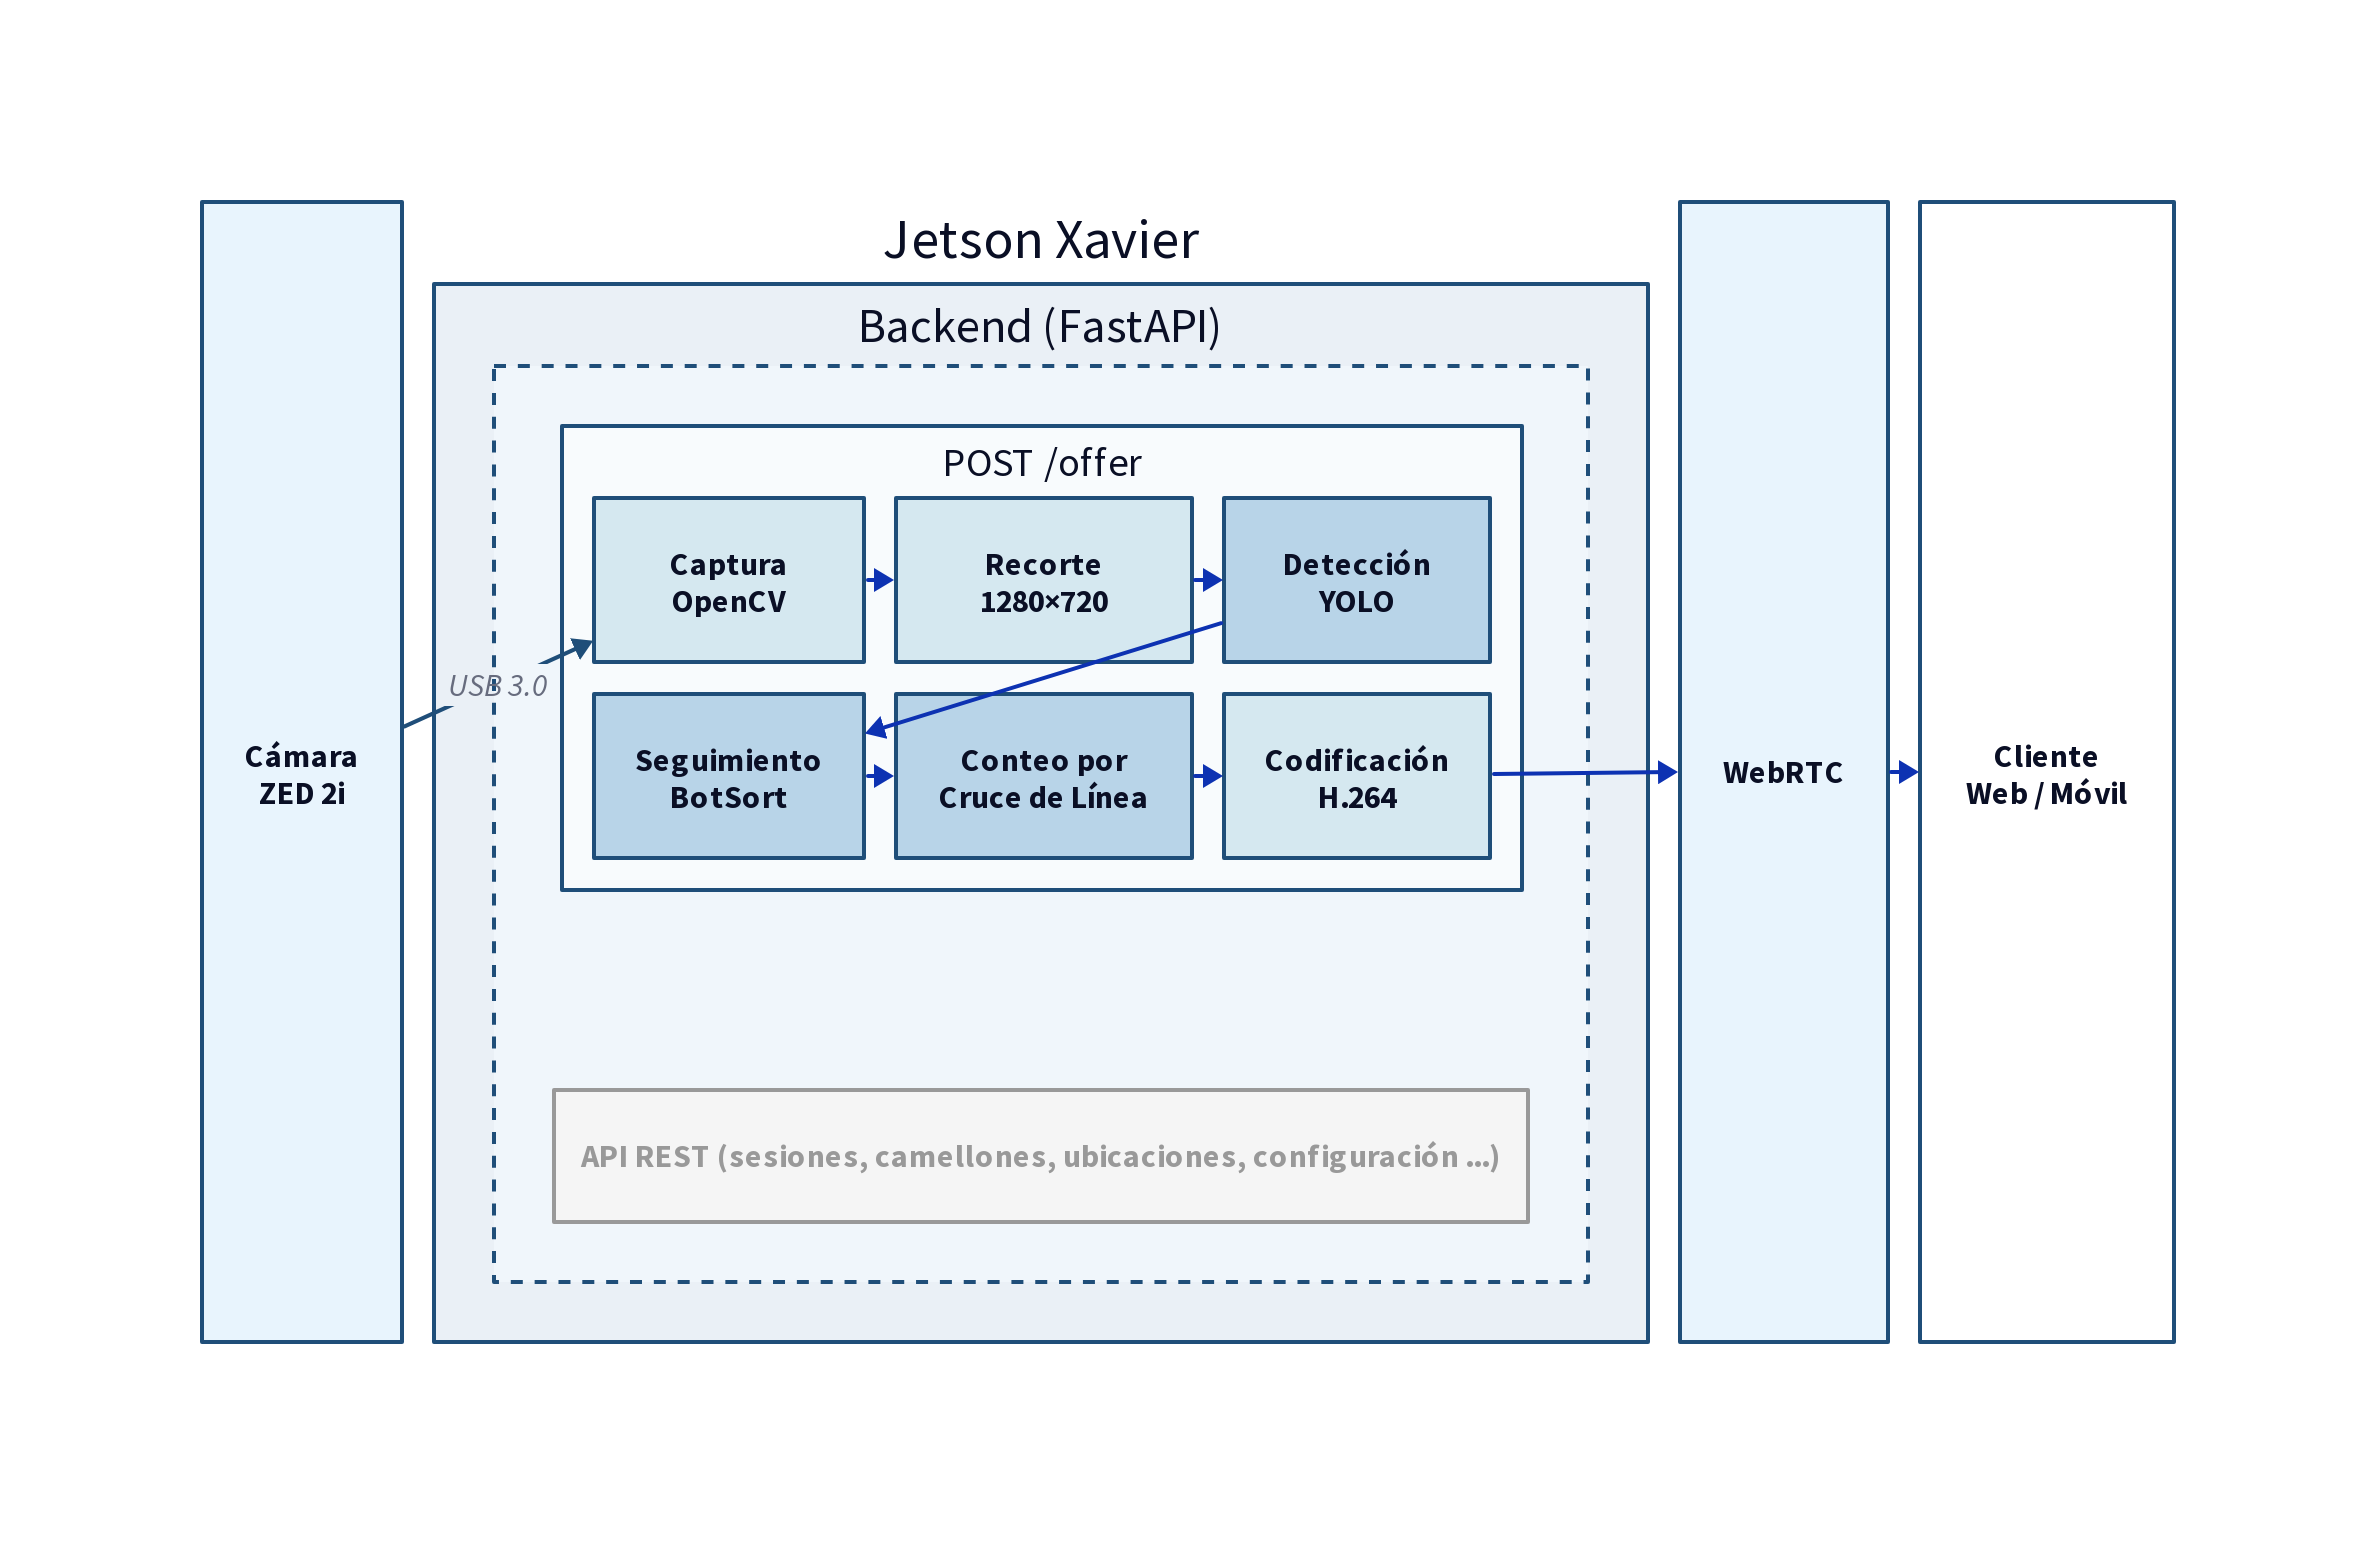 Jetson Xavier
Backend (FastAPI)
POST /offer
Captura
OpenCV
Recorte
1280×720
Detección
YOLO
USB 3.0
Seguimiento
BotSort
Conteo por
Cruce de Línea
Codificación
H.264
Cámara
ZED 2i
WebRTC
Cliente
Web / Móvil
API REST (sesiones, camellones, ubicaciones, configuración ...)